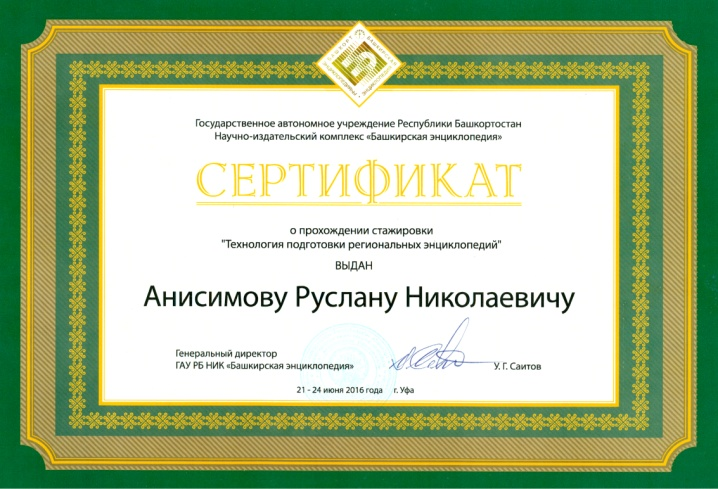 Государственное автономное учреждение Республики Башкортостан
Научно-издательский комплекс «Башкирская энциклопедия»
СЕРТИФИКАТ
о прохождении стажировки
"Технология подготовки региональных энциклопедий"
ВЫДАН
Анисимову Руслану Николаевичу
Генеральный директор
ГАУ РБ НИК «Башкирская энциклопедия»
У. Г. Саитов
21 - 24 июня 2016 года г. Уфа